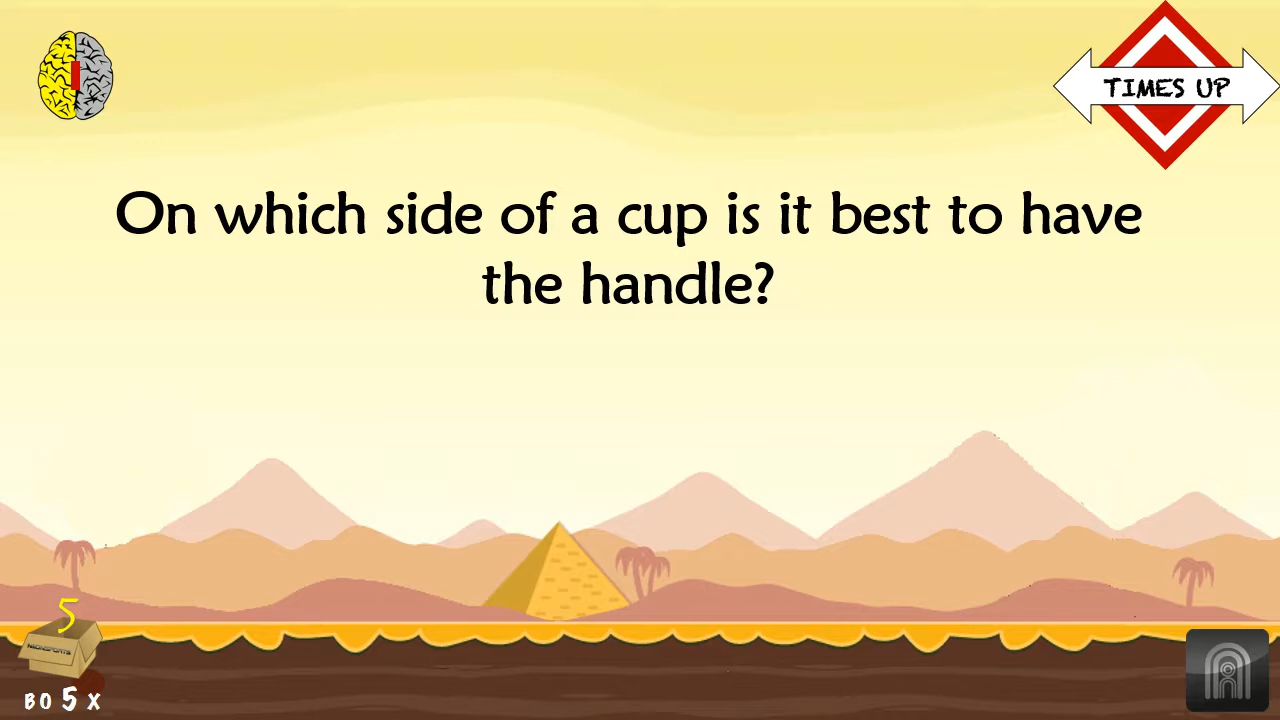 TIMES UP
On which side of a cup is it best to have
the handle?
5
BO 5 X